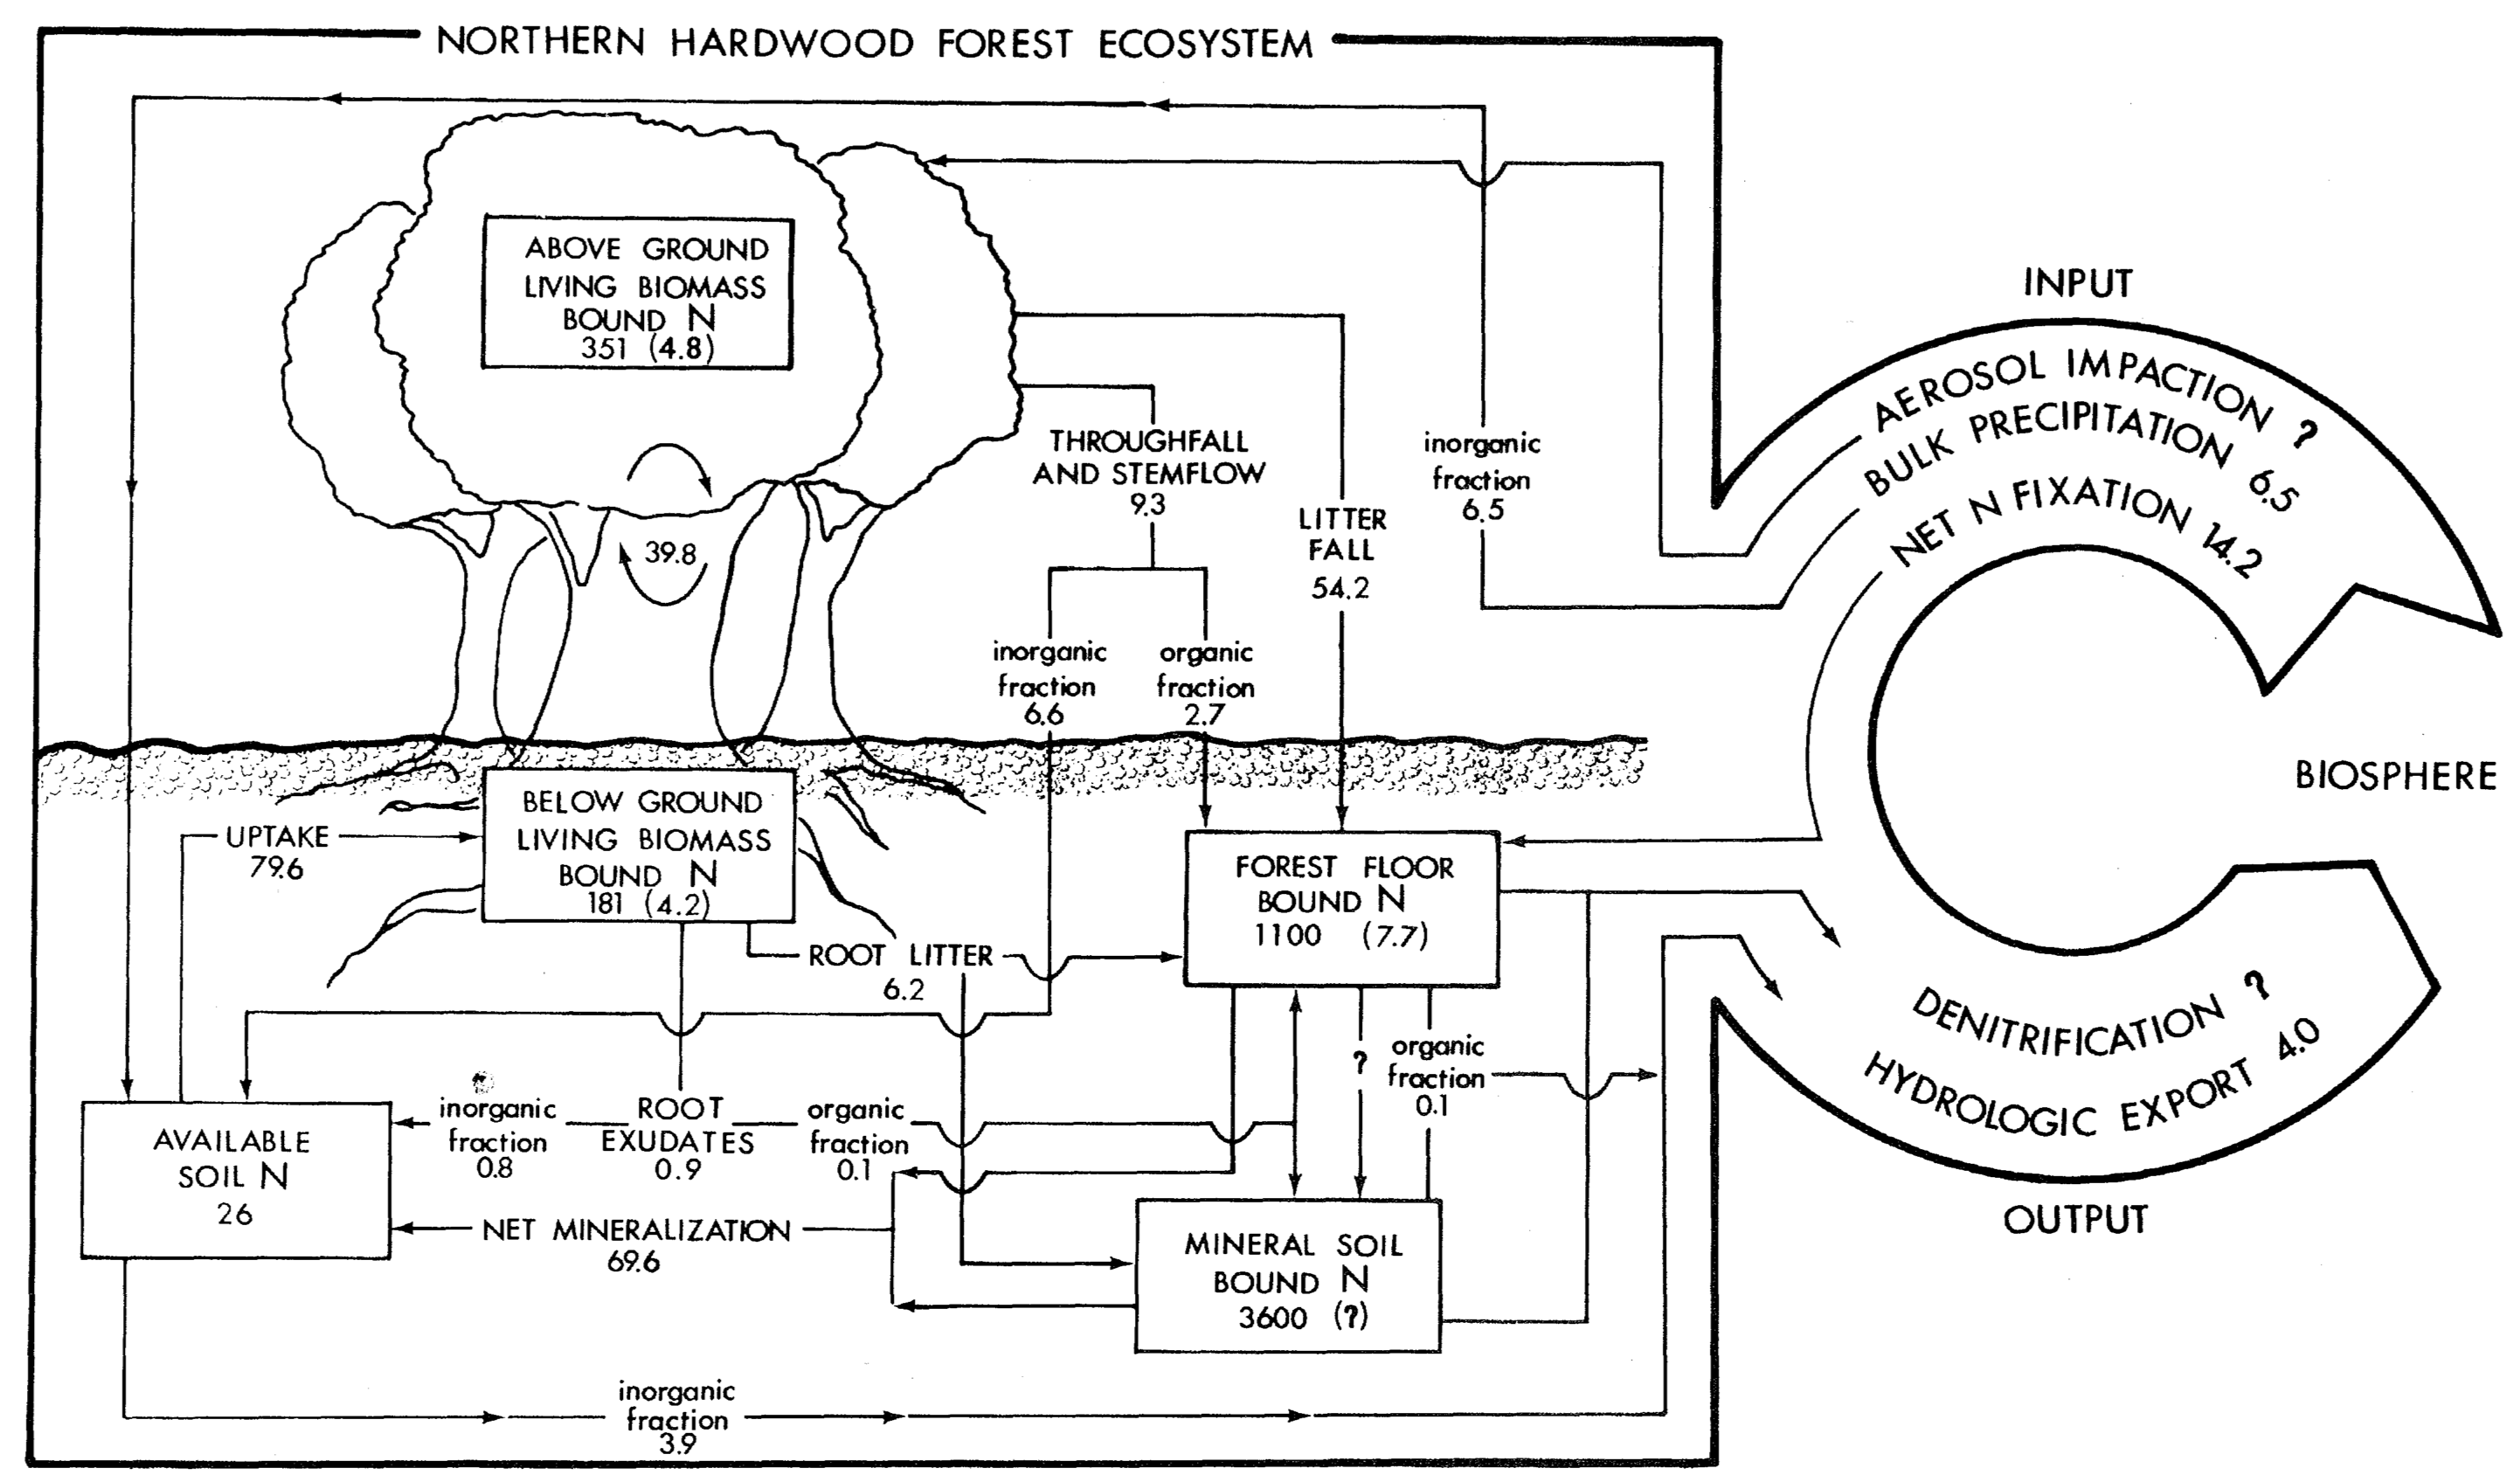 NORTHERN HARDWOOD FOREST ECOSYSTEM
ABOVE GROUND
LIVING BIOMASS
BOUND N
351 (4.8)
39.8
THROUGHFALL
AND STEMFLOW
9.3
inorganic
fraction
6.6
organic
fraction
2.7
LITTER
FALL
54.2
inorganic
fraction
6.5
INPUT
AEROSOL IMPACTION ?
BULK PRECIPITATION 6.5
NET N FIXATION 14.2
BIOSPHERE
UPTAKE
79.6
BELOW GROUND
LIVING BIOMASS
BOUND N
181 (4.2)
ROOT LITTER
6.2
FOREST FLOOR
BOUND N
1100 (7.7)
?
organic
fraction
0.1
DENITRIFICATION ?
HYDROLOGIC EXPORT 4.0
OUTPUT
AVAILABLE
SOIL N
26
inorganic
fraction
0.8
ROOT
EXUDATES
0.9
organic
fraction
0.1
NET MINERALIZATION
69.6
MINERAL SOIL
BOUND N
3600 (?)
inorganic
fraction
3.9